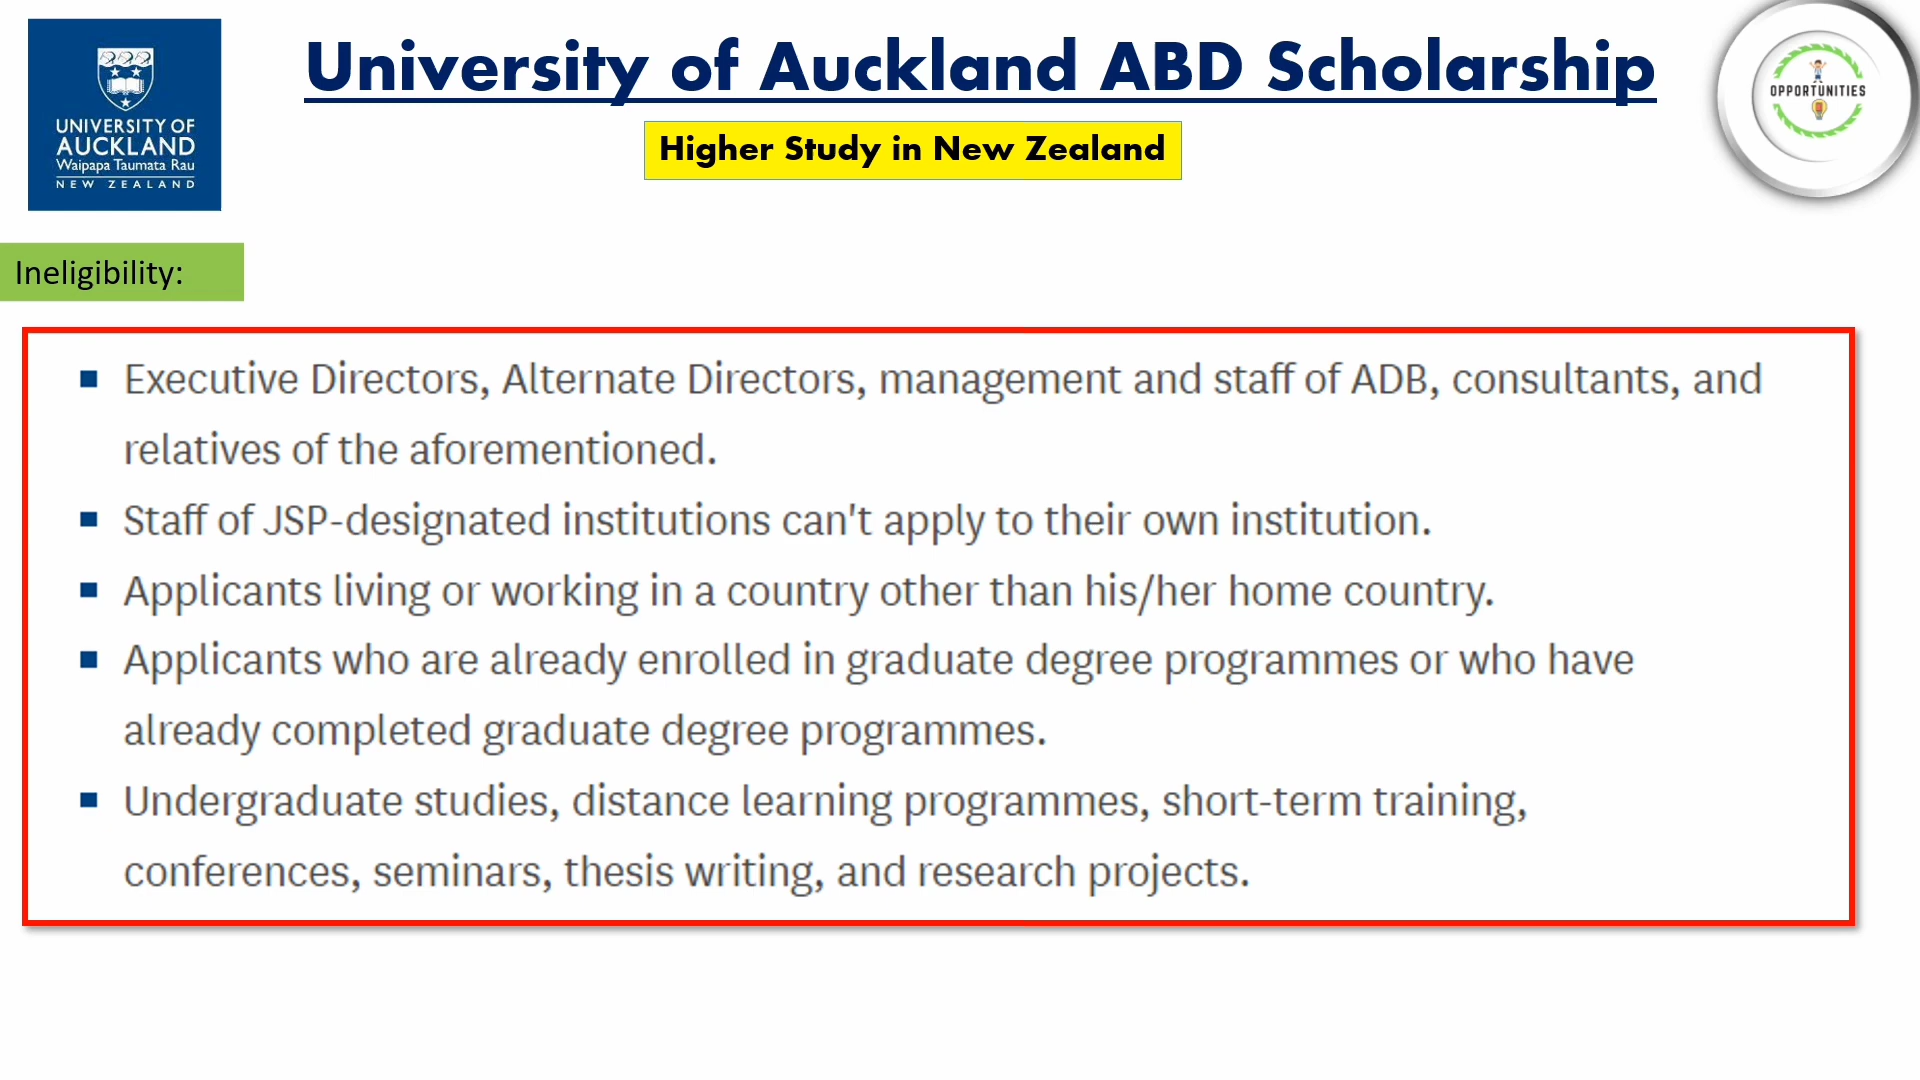 University of Auckland ABD Scholarship
Higher Study in New Zealand
UNIVERSITY OF
AUCKLAND
Waipapa Taumata Rau
NEW ZEALAND
OPPORTUNITIES
Ineligibility:
Executive Directors, Alternate Directors, management and staff of ADB, consultants, and
relatives of the aforementioned.
Staff of JSP-designated institutions can't apply to their own institution.
Applicants living or working in a country other than his/her home country.
Applicants who are already enrolled in graduate degree programmes or who have
already completed graduate degree programmes.
Undergraduate studies, distance learning programmes, short-term training,
conferences, seminars, thesis writing, and research projects.